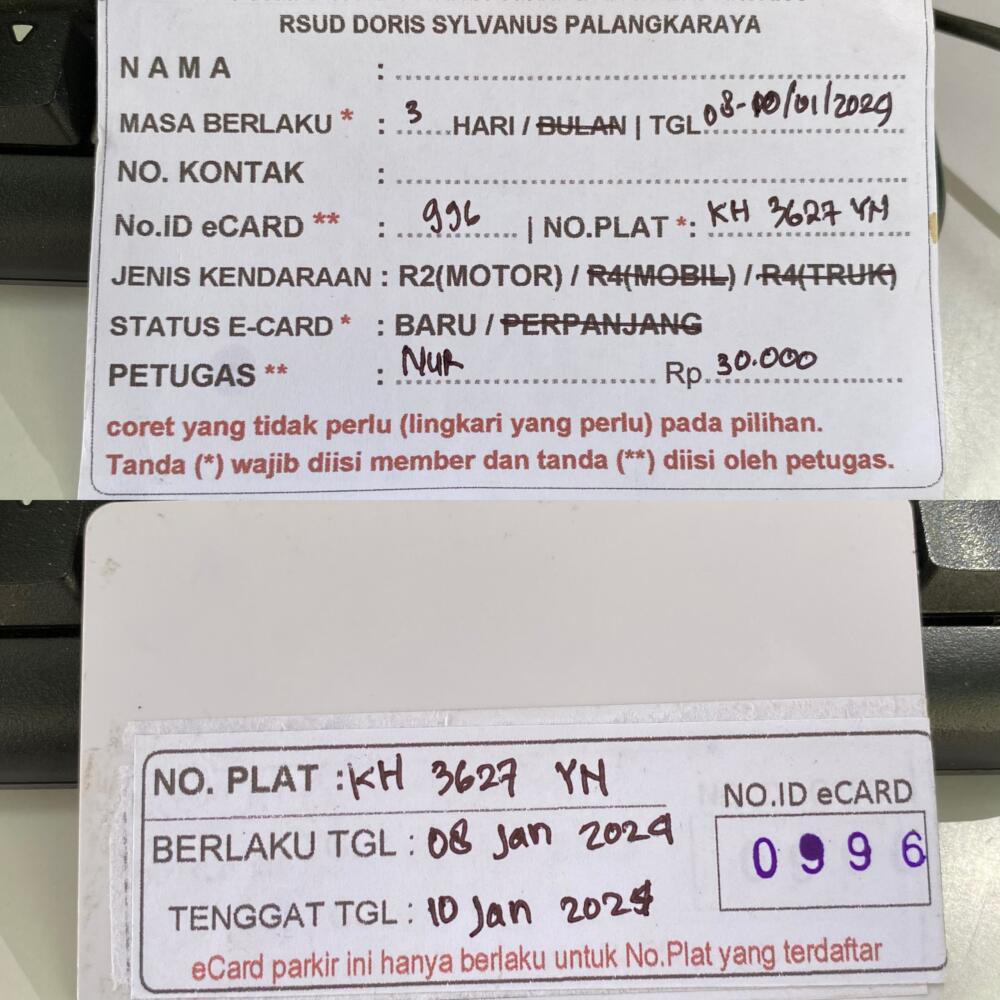 RSUD DORIS SYLVANUS PALANGKARAYA
NAMA : ..........
MASA BERLAKU * : 3 HARI / BULAN | TGL 08-10/01/2024
NO. KONTAK : ..........
No.ID eCARD ** : 996 | NO.PLAT *: KH 3627 YN
JENIS KENDARAAN : R2(MOTOR) / R4(MOBIL) / R4(TRUK)
STATUS E-CARD * : BARU / PERPANJANG
PETUGAS ** : NUR Rp. 30.000
coret yang tidak perlu (lingkari yang perlu) pada pilihan.
Tanda (*) wajib diisi member dan tanda (**) diisi oleh petugas.
NO. PLAT : KH 3627 YN
BERLAKU TGL : 08 Jan 2024
TENGGAT TGL : 10 Jan 2024
NO.ID eCARD
0996
eCard parkir ini hanya berlaku untuk No.Plat yang terdaftar